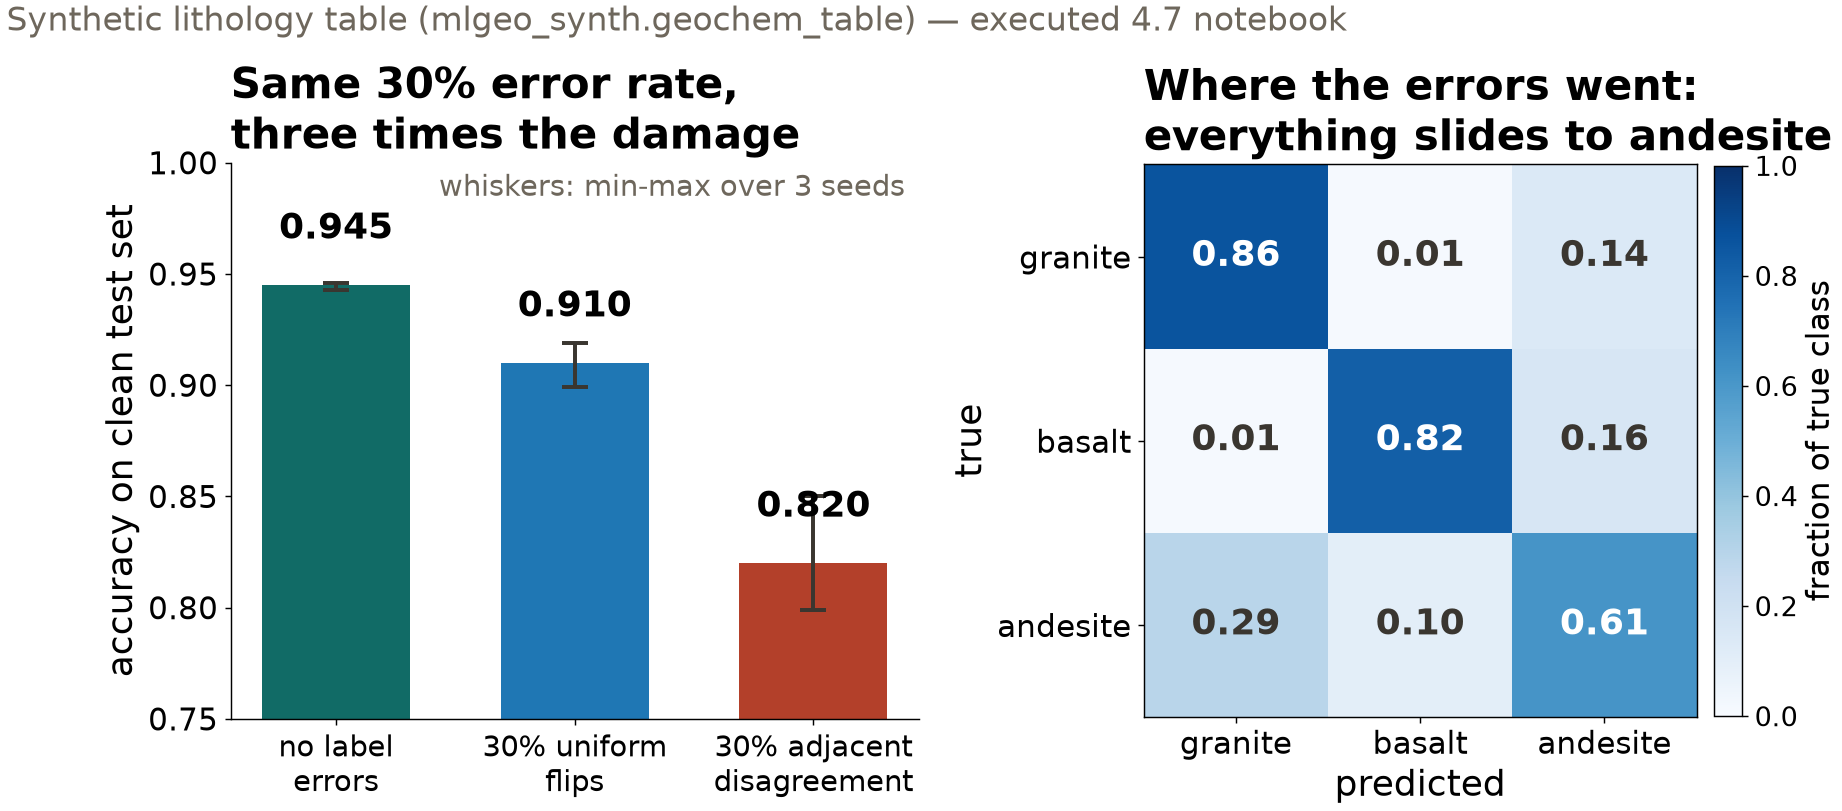 Synthetic lithology table (mlgeo_synth.geochem_table) — executed 4.7 notebook
Same 30% error rate,
three times the damage
whiskers: min-max over 3 seeds
accuracy on clean test set
1.00
0.95
0.90
0.85
0.80
0.75
0.945
0.910
0.820
no label
errors
30% uniform
flips
30% adjacent
disagreement
Where the errors went:
everything slides to andesite
true
granite
basalt
andesite
0.86 0.01 0.14
0.01 0.82 0.16
0.29 0.10 0.61
granite basalt andesite
predicted
1.0
0.8
0.6
0.4
0.2
0.0
fraction of true class